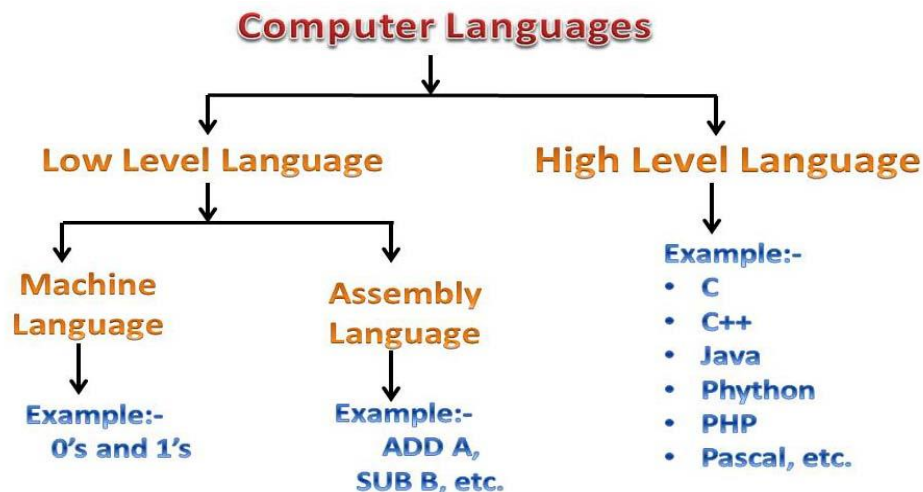 Computer Languages
Low Level Language
High Level Language
Machine
Language
Assembly
Language
Example:-
0's and 1's
Example:-
ADD A,
SUB B, etc.
Example:-
• C
• C++
• Java
• Phython
• PHP
• Pascal, etc.